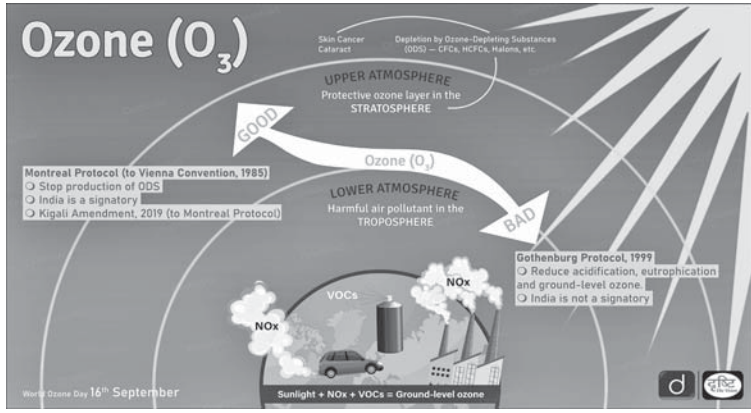 Ozone (O3)
Skin Cancer
Cataract
Depletion by Ozone-Depleting Substances
(ODS) — CFCs, HCFCs, Halons, etc.
UPPER ATMOSPHERE
Protective ozone layer in the
STRATOSPHERE
GOOD
Ozone (O3)
Montreal Protocol (to Vienna Convention, 1985)
❍ Stop production of ODS
❍ India is a signatory
❍ Kigali Amendment, 2019 (to Montreal Protocol)
LOWER ATMOSPHERE
Harmful air pollutant in the
TROPOSPHERE
BAD
Gothenburg Protocol, 1999
❍ Reduce acidification, eutrophication
and ground-level ozone.
❍ India is not a signatory
NOx
VOCs
NOx
Sunlight + NOx + VOCs = Ground-level ozone
World Ozone Day 16th September
d
दृष्टि